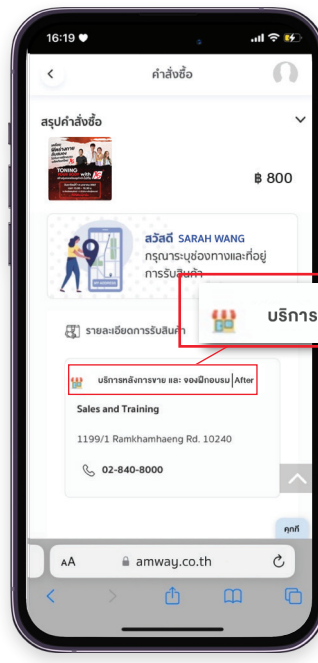 16:19
คำสั่งซื้อ
สรุปคำสั่งซื้อ
TONING
with
฿ 800
สวัสดี SARAH WANG
กรุณาระบุช่องทางและที่อยู่
การรับสินค้า
รายละเอียดการรับสินค้า
บริการ
บริการหลังการขาย และ จองฝึกอบรม|After
Sales and Training
1199/1 Ramkhamhaeng Rd. 10240
02-840-8000
คุกกี้
AA amway.co.th